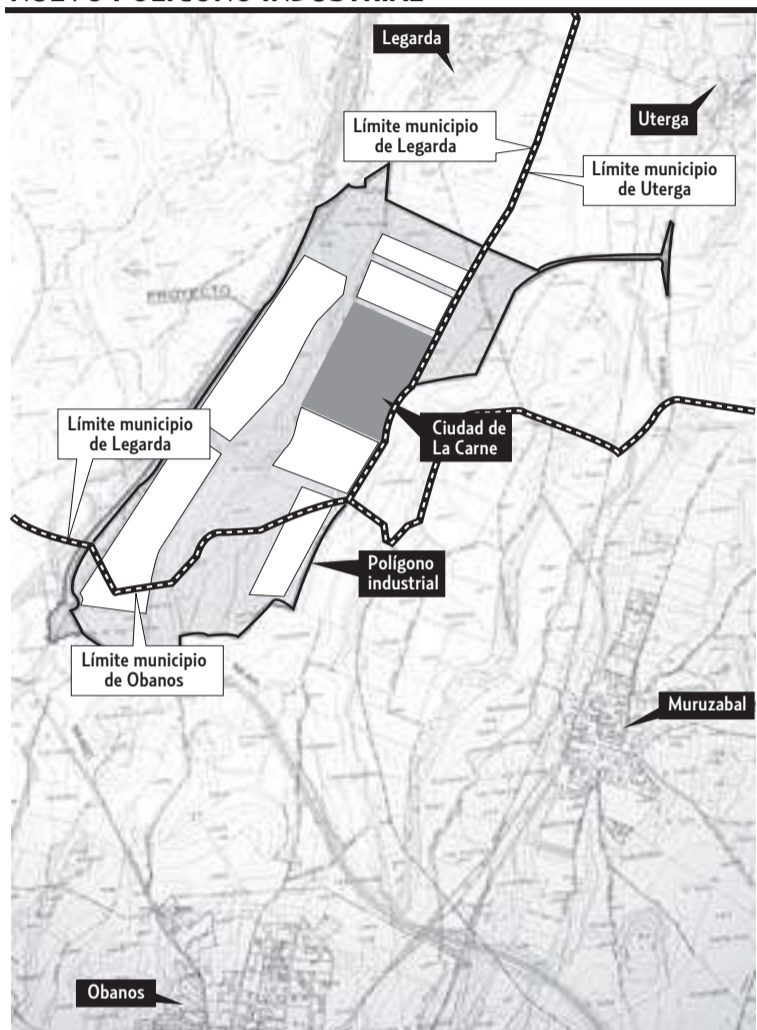 NUEVO POLÍGONO INDUSTRIAL
Legarda
Uterga
Límite municipio
de Legarda
Límite municipio
de Uterga
PROYECTO
Límite municipio
de Legarda
Ciudad de
La Carne
Polígono
industrial
Límite municipio
de Obanos
Muruzabal
Obanos